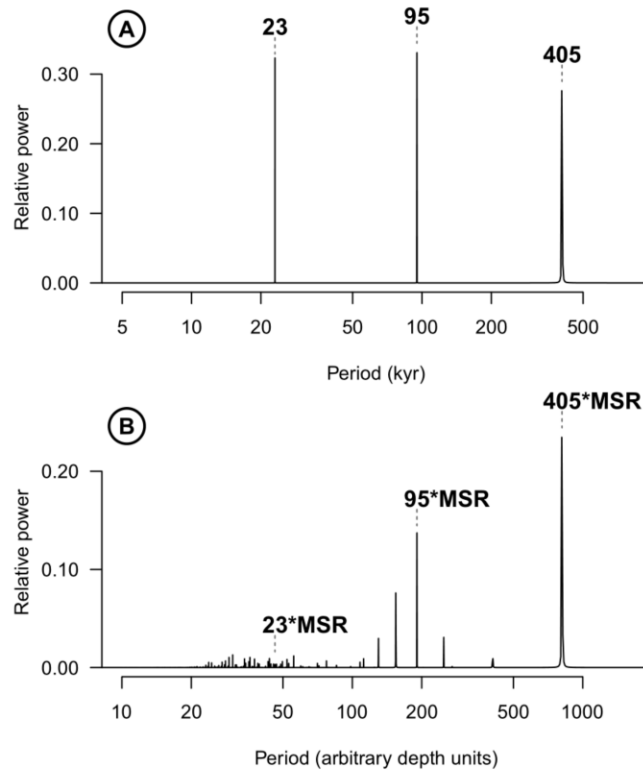 A
23
95
405
Relative power
0.30
0.20
0.10
0.00
5 10 20 50 100 200 500
Period (kyr)
B
405*MSR
95*MSR
23*MSR
Relative power
0.20
0.10
0.00
10 20 50 100 200 500 1000
Period (arbitrary depth units)